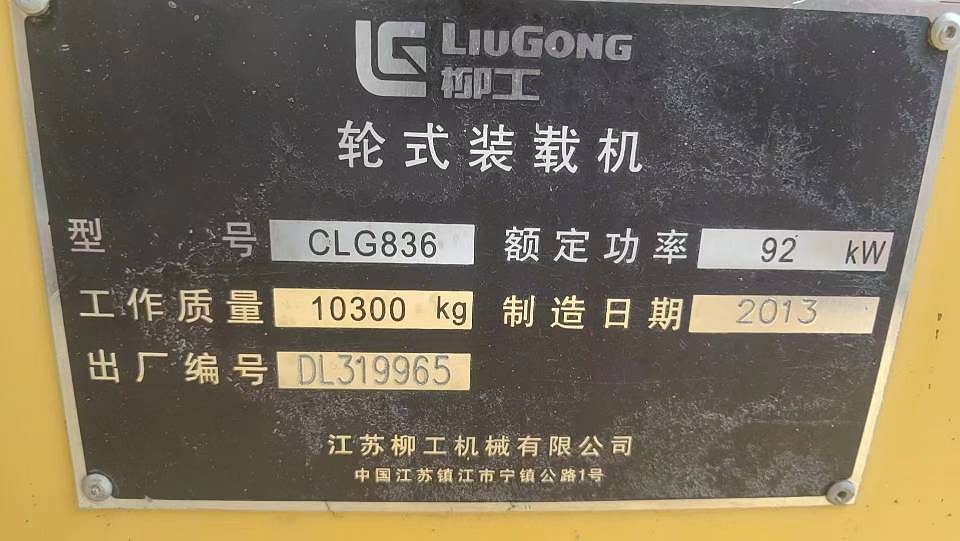 LIUGONG
柳工
轮式装载机
型号 CLG836 额定功率 92 kW
工作质量 10300 kg 制造日期 2013
出厂编号 DL319965
江苏柳工机械有限公司
中国江苏镇江市宁镇公路1号